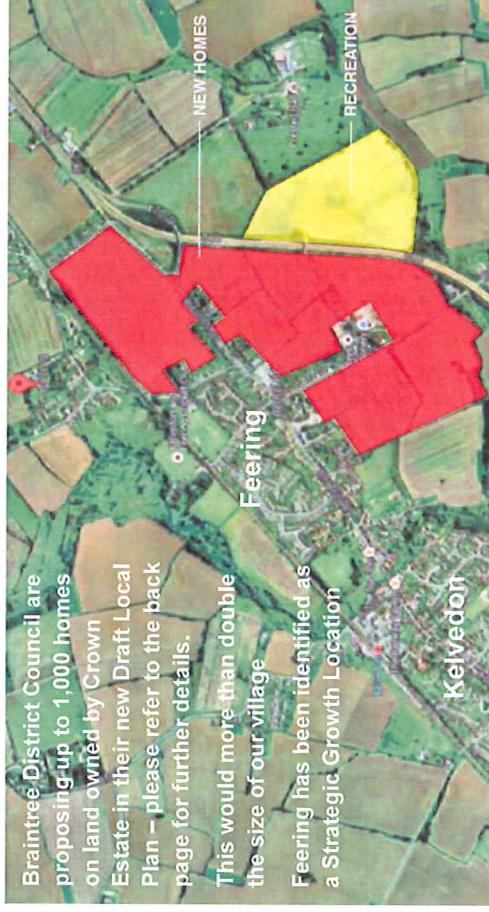 Braintree District Council are
proposing up to 1,000 homes
on land owned by Crown
Estate in their new Draft Local
Plan – please refer to the back
page for further details.
This would more than double
the size of our village
Feering has been identified as
a Strategic Growth Location
Feering
Kelvedon
NEW HOMES
RECREATION